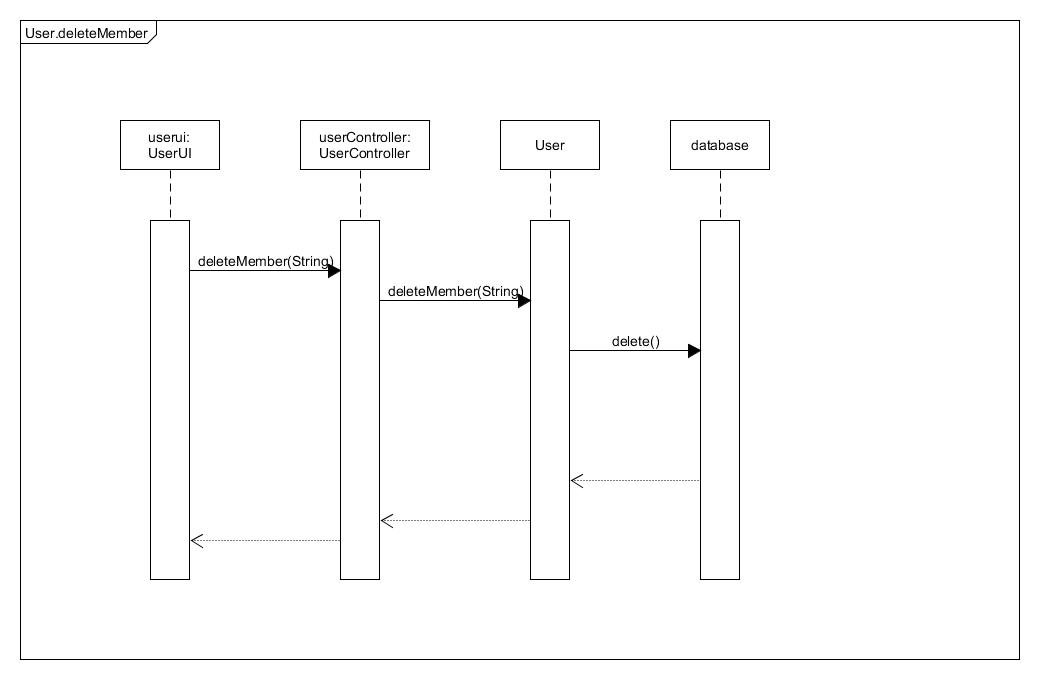 User.deleteMember
userui:
UserUI
userController:
UserController
User
database
deleteMember(String)
deleteMember(String)
delete()